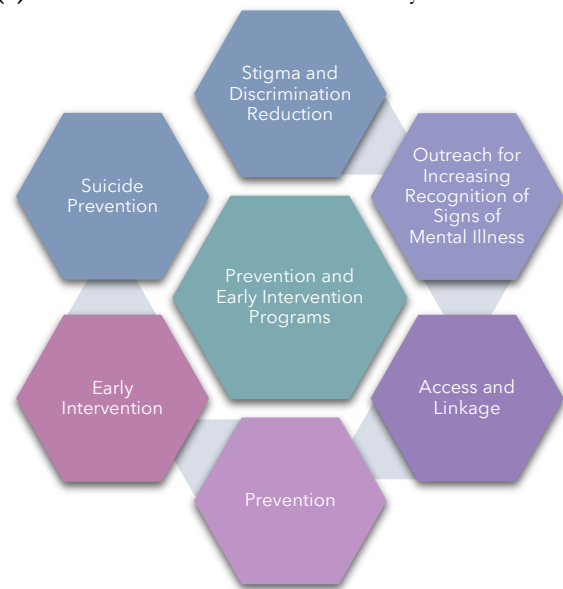 Stigma and
Discrimination
Reduction
Outreach for
Increasing
Recognition of
Signs of
Mental Illness
Suicide
Prevention
Prevention and
Early Intervention
Programs
Early
Intervention
Access and
Linkage
Prevention